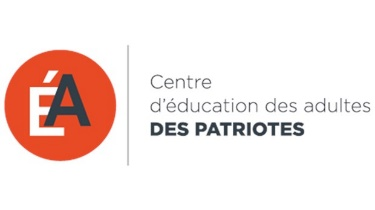 ÉA
Centre
d'éducation des adultes
DES PATRIOTES